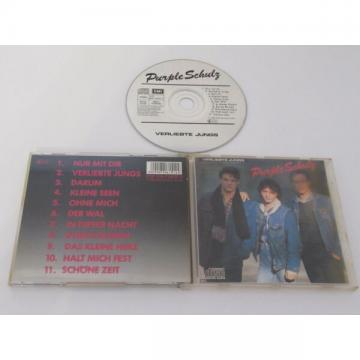 Purple Schulz
EMI
VERLIEBTE JUNGS
1. NUR MIT DIR
2. VERLIEBTE JUNGS
3. DARUM
4. KLEINE SEEN
5. OHNE MICH
6. DER WAL
7. IN DIESER NACHT
8.
9. DAS KLEINE HERZ
10. HALT MICH FEST
11. SCHÖNE ZEIT
VERLIEBTE JUNGS
Purple Schulz